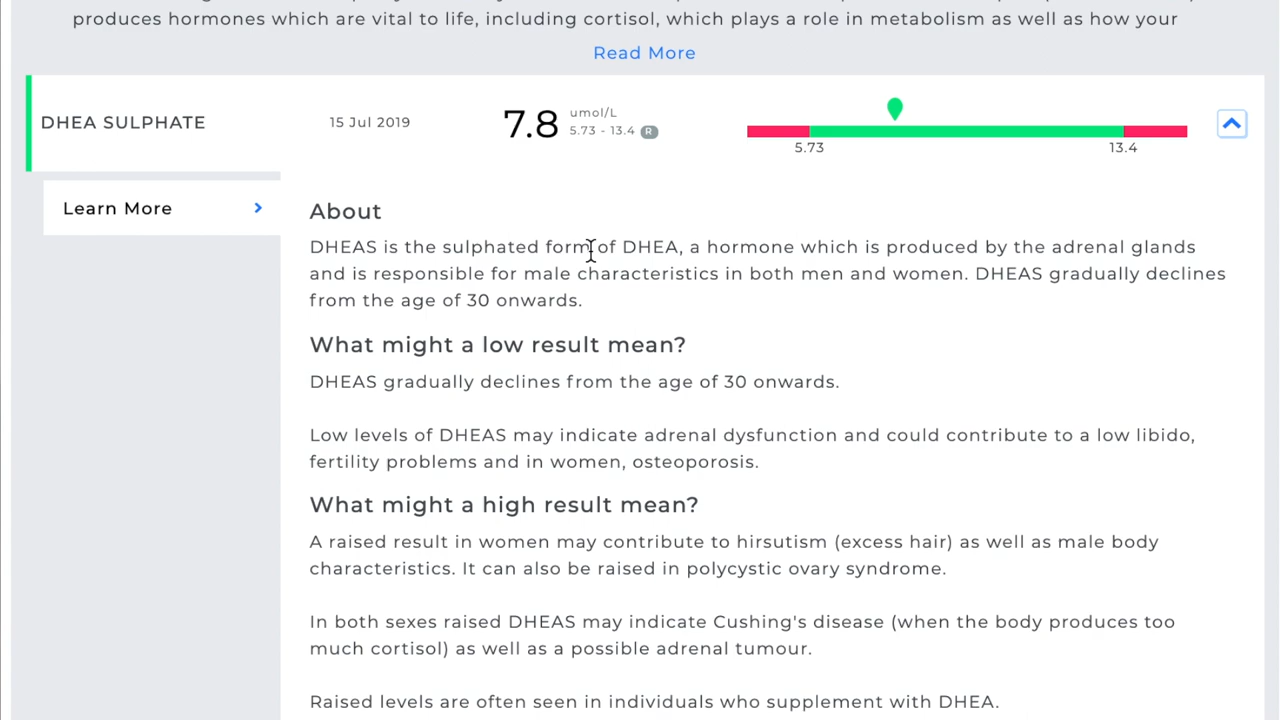 produces hormones which are vital to life, including cortisol, which plays a role in metabolism as well as how your
Read More
DHEA SULPHATE
15 Jul 2019
7.8
umol/L
5.73 - 13.4 R
5.73
13.4
Learn More
About
DHEAS is the sulphated form of DHEA, a hormone which is produced by the adrenal glands
and is responsible for male characteristics in both men and women. DHEAS gradually declines
from the age of 30 onwards.
What might a low result mean?
DHEAS gradually declines from the age of 30 onwards.
Low levels of DHEAS may indicate adrenal dysfunction and could contribute to a low libido,
fertility problems and in women, osteoporosis.
What might a high result mean?
A raised result in women may contribute to hirsutism (excess hair) as well as male body
characteristics. It can also be raised in polycystic ovary syndrome.
In both sexes raised DHEAS may indicate Cushing's disease (when the body produces too
much cortisol) as well as a possible adrenal tumour.
Raised levels are often seen in individuals who supplement with DHEA.